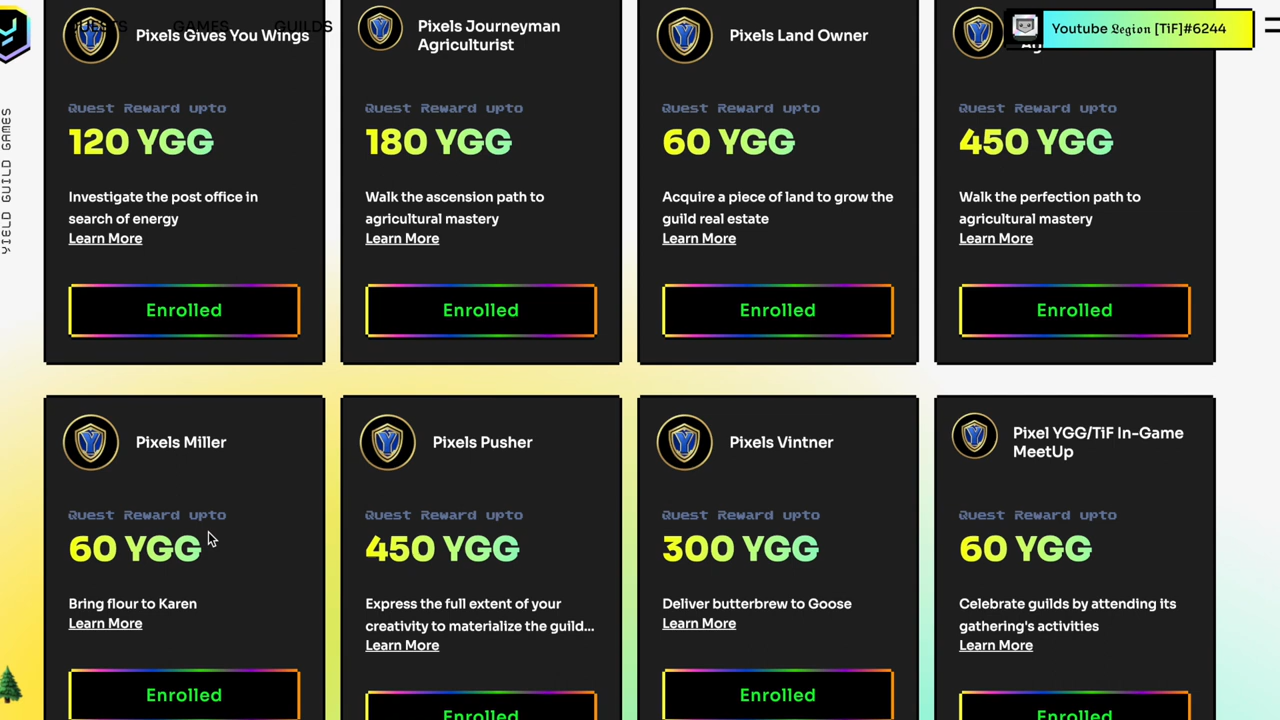 QUESTS GAMES GUILDS
Youtube 𝕷𝖊𝖌𝖎𝖔𝖓 [TiF]#6244
YIELD GUILD GAMES
Pixels Gives You Wings
Quest Reward upto
120 YGG
Investigate the post office in
search of energy
Learn More
Enrolled
Pixels Journeyman
Agriculturist
Quest Reward upto
180 YGG
Walk the ascension path to
agricultural mastery
Learn More
Enrolled
Pixels Land Owner
Quest Reward upto
60 YGG
Acquire a piece of land to grow the
guild real estate
Learn More
Enrolled
Quest Reward upto
450 YGG
Walk the perfection path to
agricultural mastery
Learn More
Enrolled
Pixels Miller
Quest Reward upto
60 YGG
Bring flour to Karen
Learn More
Enrolled
Pixels Pusher
Quest Reward upto
450 YGG
Express the full extent of your
creativity to materialize the guild...
Learn More
Enrolled
Pixels Vintner
Quest Reward upto
300 YGG
Deliver butterbrew to Goose
Learn More
Enrolled
Pixel YGG/TiF In-Game
MeetUp
Quest Reward upto
60 YGG
Celebrate guilds by attending its
gathering's activities
Learn More
Enrolled